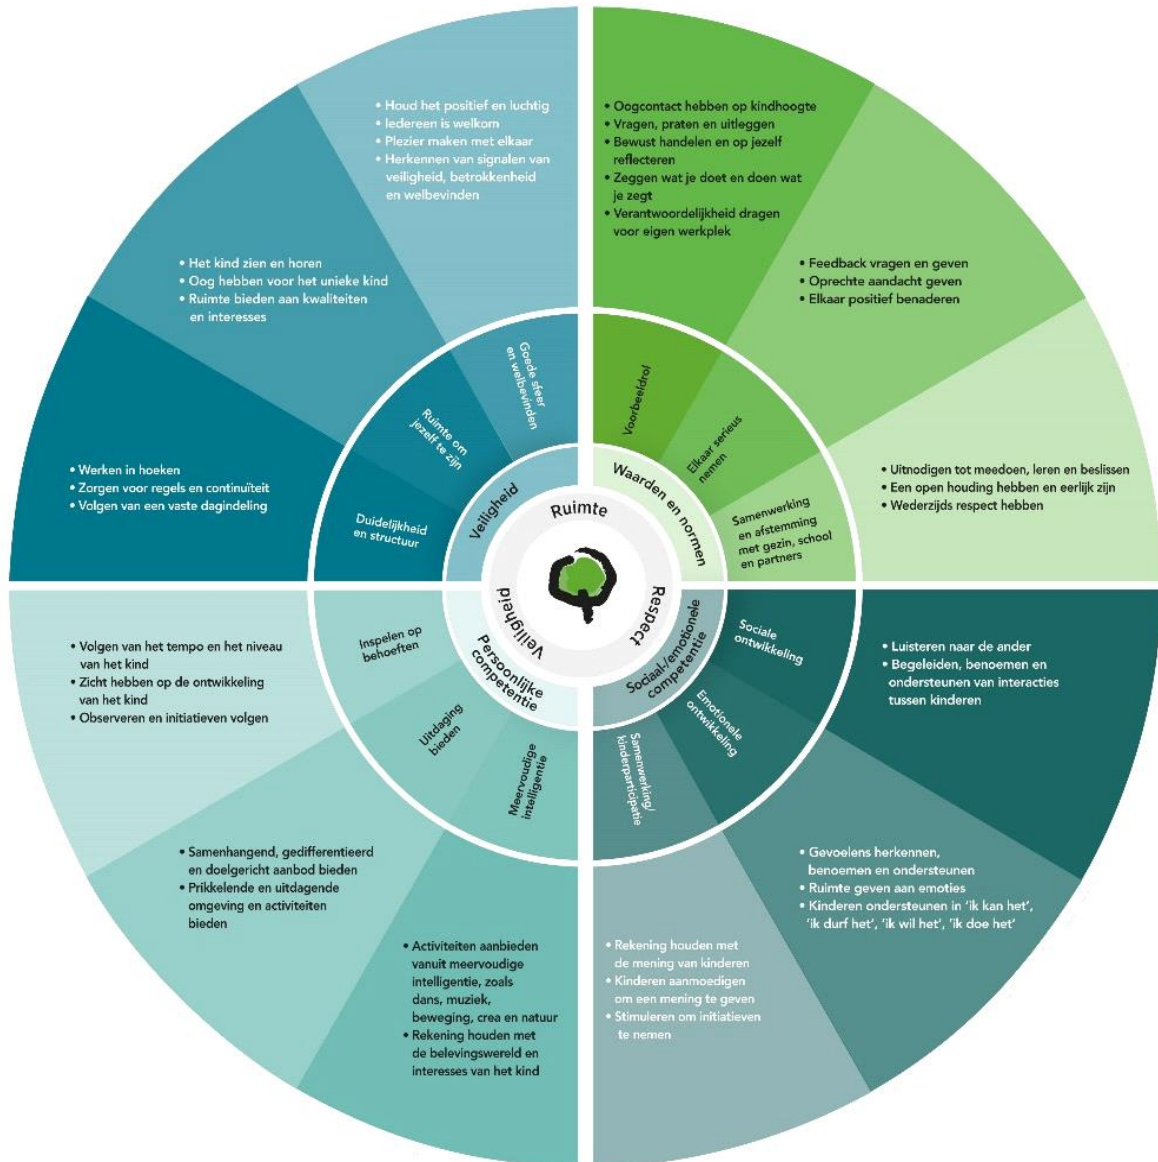 • Houd het positief en luchtig
• Iedereen is welkom
• Plezier maken met elkaar
• Herkennen van signalen van
veiligheid, betrokkenheid
en welbevinden
• Het kind zien en horen
• Oog hebben voor het unieke kind
• Ruimte bieden aan kwaliteiten
en interesses
• Werken in hoeken
• Zorgen voor regels en continuïteit
• Volgen van een vaste dagindeling
Goede sfeer
en welbevinden
Ruimte om
jezelf te zijn
Duidelijkheid
en structuur
Veiligheid
• Oogcontact hebben op kindhoogte
• Vragen, praten en uitleggen
• Bewust handelen en op jezelf
reflecteren
• Zeggen wat je doet en doen wat
je zegt
• Verantwoordelijkheid dragen
voor eigen werkplek
• Feedback vragen en geven
• Oprechte aandacht geven
• Elkaar positief benaderen
• Uitnodigen tot meedoen, leren en beslissen
• Een open houding hebben en eerlijk zijn
• Wederzijds respect hebben
Voorbeeldrol
Elkaar serieus
nemen
Samenwerking
en afstemming
met gezin, school
en partners
Waarden en normen
Ruimte
Respect
Veiligheid
• Volgen van het tempo en het niveau
van het kind
• Zicht hebben op de ontwikkeling
van het kind
• Observeren en initiatieven volgen
• Samenhangend, gedifferentieerd
en doelgericht aanbod bieden
• Prikkelende en uitdagende
omgeving en activiteiten
bieden
• Activiteiten aanbieden
vanuit meervoudige
intelligentie, zoals
dans, muziek,
beweging, crea en natuur
• Rekening houden met
de belevingswereld en
interesses van het kind
Inspelen op
behoeften
Uitdaging
bieden
Meervoudige
intelligentie
Persoonlijke
competentie
Sociaal-/emotionele
competentie
Sociale
ontwikkeling
Emotionele
ontwikkeling
Samenwerking/
kinderparticipatie
• Luisteren naar de ander
• Begeleiden, benoemen en
ondersteunen van interacties
tussen kinderen
• Gevoelens herkennen,
benoemen en ondersteunen
• Ruimte geven aan emoties
• Kinderen ondersteunen in 'ik kan het',
'ik durf het', 'ik wil het', 'ik doe het'
• Rekening houden met
de mening van kinderen
• Kinderen aanmoedigen
om een mening te geven
• Stimuleren om initiatieven
te nemen